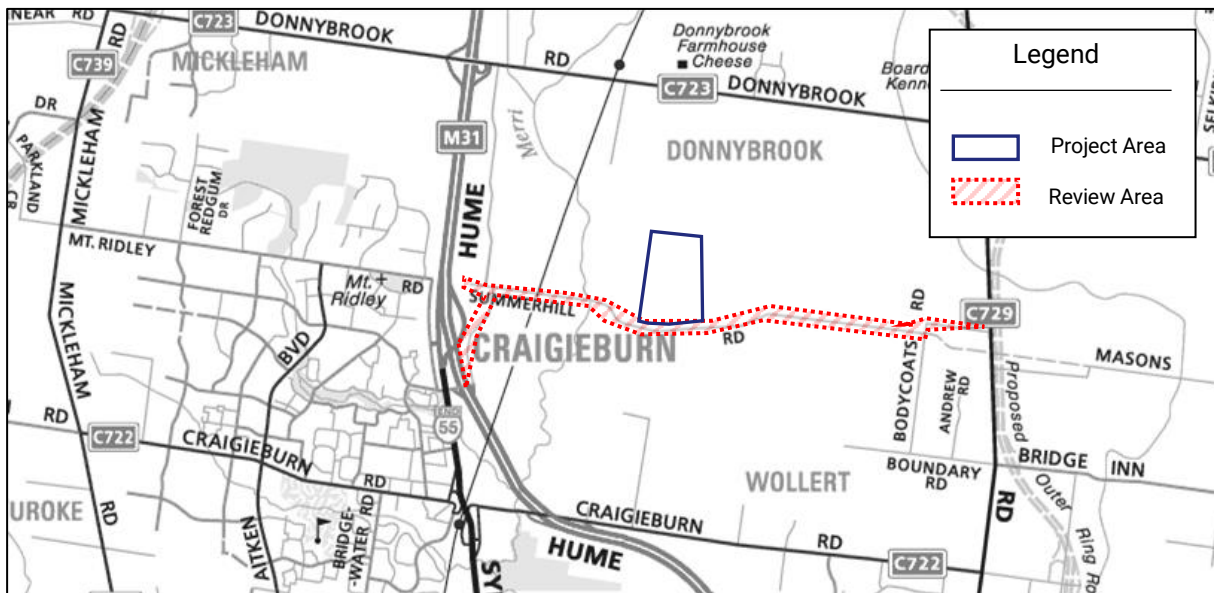 NEAR RD
C723
DONNYBROOK
MICKLEHAM
C739
RD
DR
PARKLAND
CR
MICKLEHAM
FOREST
REDGUM
DR
MT. RIDLEY
RD
Mt.
Ridley
M31
HUME
Merri
RD
Donnybrook
Farmhouse
Cheese
C723
DONNYBROOK
DONNYBROOK
Legend
Project Area
Review Area
SUMMERHILL
RD
CRAIGIEBURN
MICKLEHAM
RD
BVD
AITKEN
RD
C722
CRAIGIEBURN
RD
BRIDGE-
WATER RD
UROKE
END
55
HUME
CRAIGIEBURN
RD
C722
WOLLERT
BODYCOATS
RD
ANDREW
RD
BOUNDARY
RD
C729
MASONS
BRIDGE INN
RD
Proposed
Outer
Ring